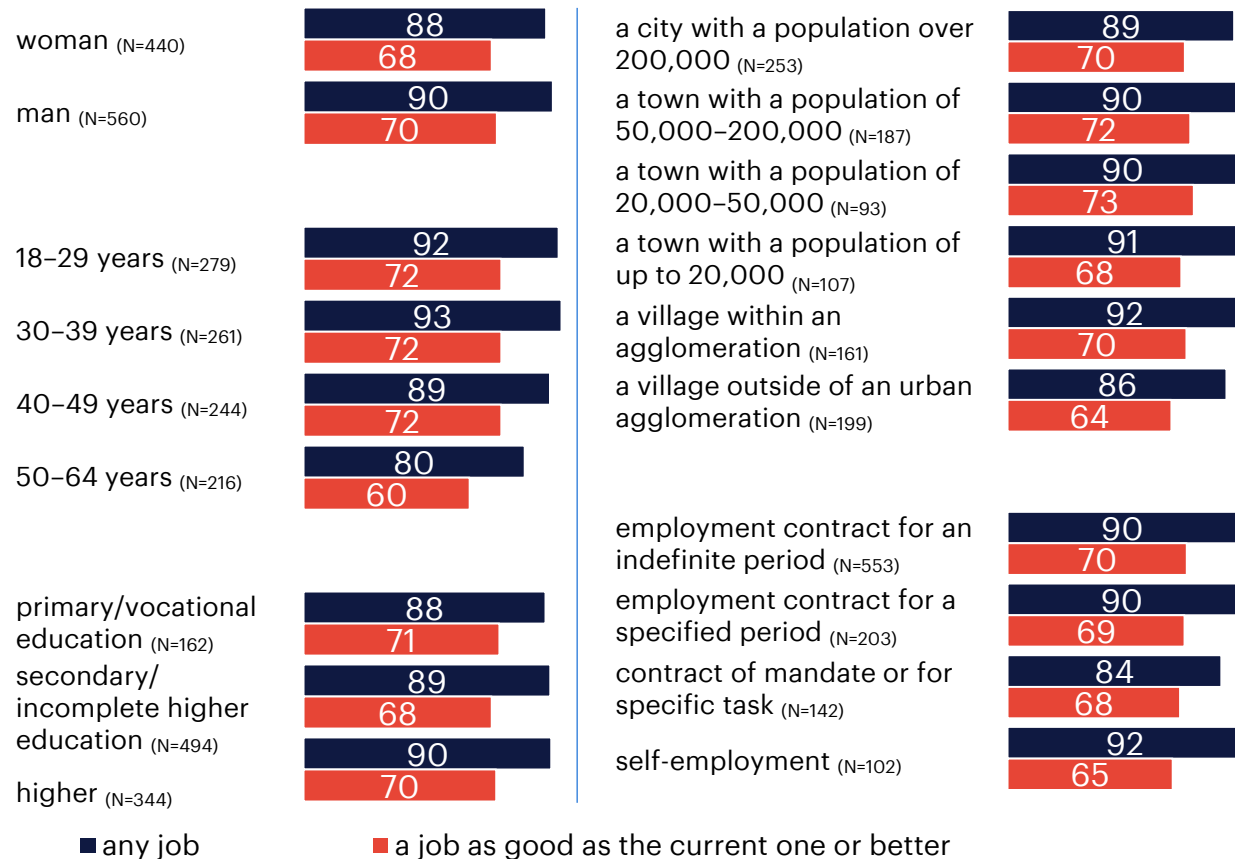 woman (N=440)
88
68
man (N=560)
90
70
18–29 years (N=279)
92
72
30–39 years (N=261)
93
72
40–49 years (N=244)
89
72
50–64 years (N=216)
80
60
primary/vocational
education (N=162)
88
71
secondary/
incomplete higher
education (N=494)
89
68
higher (N=344)
90
70
a city with a population over
200,000 (N=253)
89
70
a town with a population of
50,000–200,000 (N=187)
90
72
a town with a population of
20,000–50,000 (N=93)
90
73
a town with a population of
up to 20,000 (N=107)
91
68
a village within an
agglomeration (N=161)
92
70
a village outside of an urban
agglomeration (N=199)
86
64
employment contract for an
indefinite period (N=553)
90
70
employment contract for a
specified period (N=203)
90
69
contract of mandate or for
specific task (N=142)
84
68
self-employment (N=102)
92
65
any job
a job as good as the current one or better